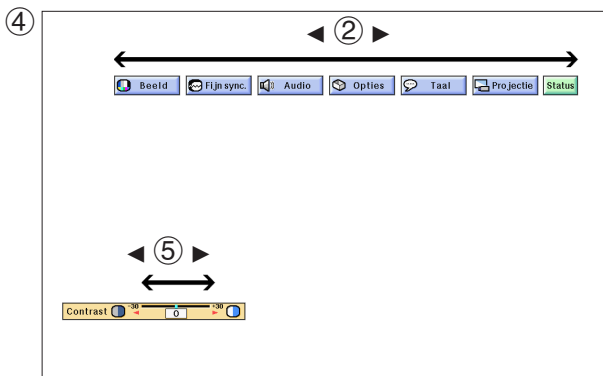 ④
◄ ② ►
Beeld Fijn sync. Audio Opties Taal Projectie Status
◄ ⑤ ►
Contrast -30 0 +30